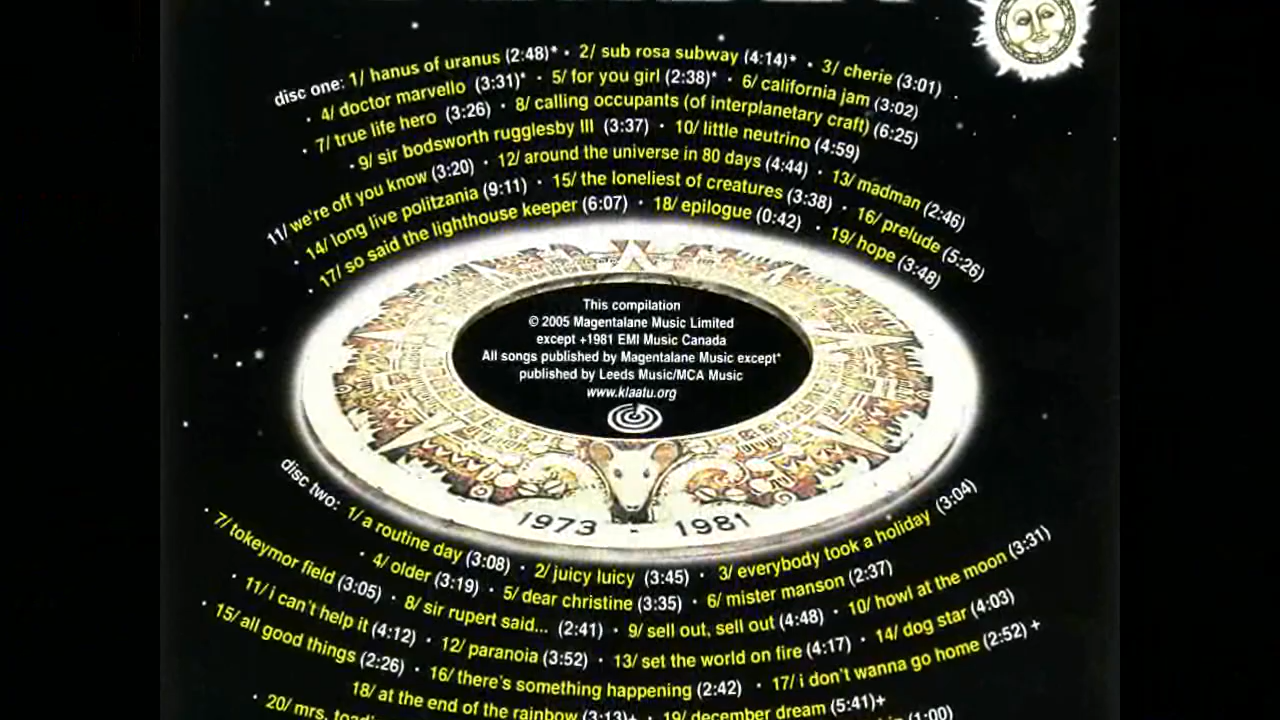 disc one: 1/ hanus of uranus (2:48)* · 2/ sub rosa subway (4:14)* · 3/ cherie (3:01) ·
· 4/ doctor marvello (3:31)* · 5/ for you girl (2:38)* · 6/ california jam (3:02)
· 7/ true life hero (3:26) · 8/ calling occupants (of interplanetary craft) (6:25)
· 9/ sir bodsworth rugglesby III (3:37) · 10/ little neutrino (4:59)
11/ we're off you know (3:20) · 12/ around the universe in 80 days (4:44) · 13/ madman (2:46)
· 14/ long live politzania (9:11) · 15/ the loneliest of creatures (3:38) · 16/ prelude (5:26)
· 17/ so said the lighthouse keeper (6:07) · 18/ epilogue (0:42) · 19/ hope (3:48)
This compilation
© 2005 Magentalane Music Limited
except +1981 EMI Music Canada
All songs published by Magentalane Music except*
published by Leeds Music/MCA Music
www.klaatu.org
1973 - 1981
disc two: 1/ a routine day (3:08) · 2/ juicy luicy (3:45) · 3/ everybody took a holiday (3:04)
· 4/ older (3:19) · 5/ dear christine (3:35) · 6/ mister manson (2:37)
· 7/ tokeymor field (3:05) · 8/ sir rupert said... (2:41) · 9/ sell out, sell out (4:48) · 10/ howl at the moon (3:31)
· 11/ i can't help it (4:12) · 12/ paranoia (3:52) · 13/ set the world on fire (4:17) · 14/ dog star (4:03)
· 15/ all good things (2:26) · 16/ there's something happening (2:42) · 17/ i don't wanna go home (2:52) +
18/ at the end of the rainbow (3:13)+ · 19/ december dream (5:41)+
· 20/ mrs. (1:00)